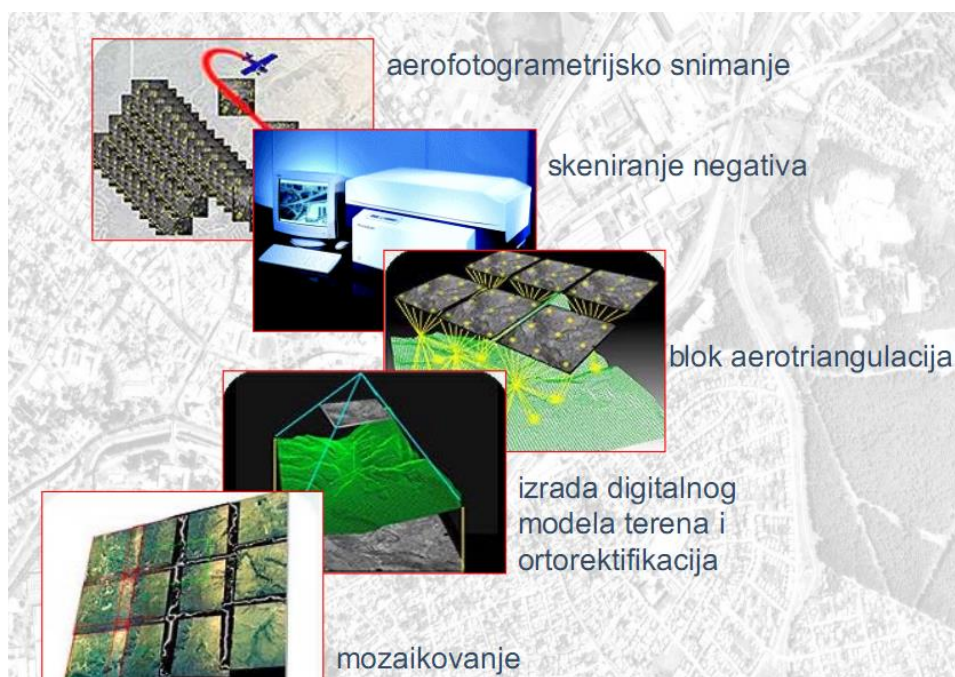 aerofotogrametrijsko snimanje
skeniranje negativa
blok aerotriangulacija
izrada digitalnog
modela terena i
ortorektifikacija
mozaikovanje